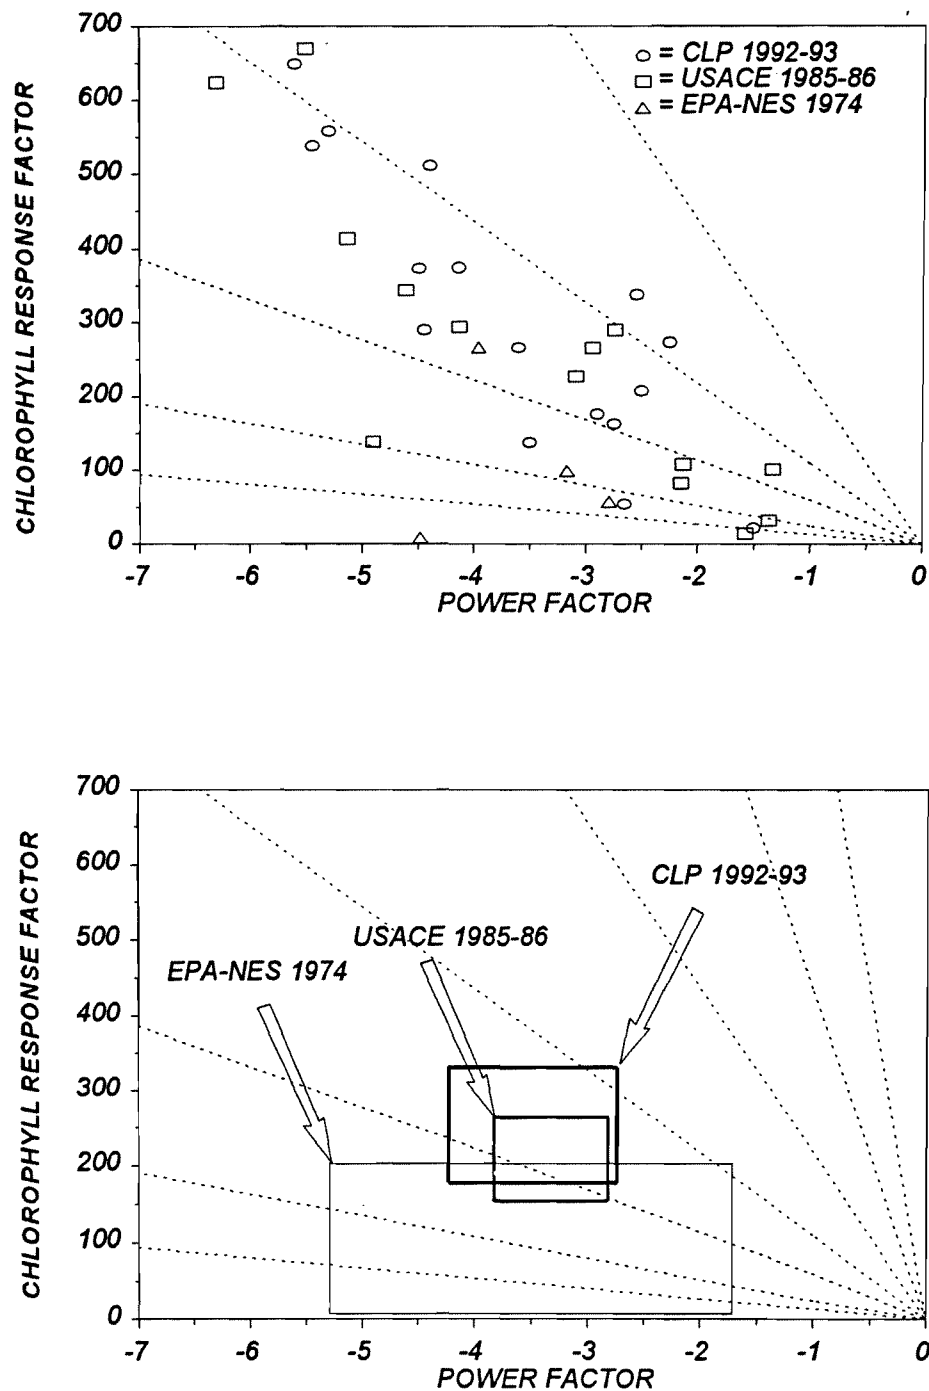 700
600
500
400
300
200
100
0
CHLOROPHYLL RESPONSE FACTOR
○ = CLP 1992-93
□ = USACE 1985-86
△ = EPA-NES 1974
-7 -6 -5 -4 -3 -2 -1 0
POWER FACTOR
700
600
500
400
300
200
100
0
CHLOROPHYLL RESPONSE FACTOR
CLP 1992-93
USACE 1985-86
EPA-NES 1974
-7 -6 -5 -4 -3 -2 -1 0
POWER FACTOR